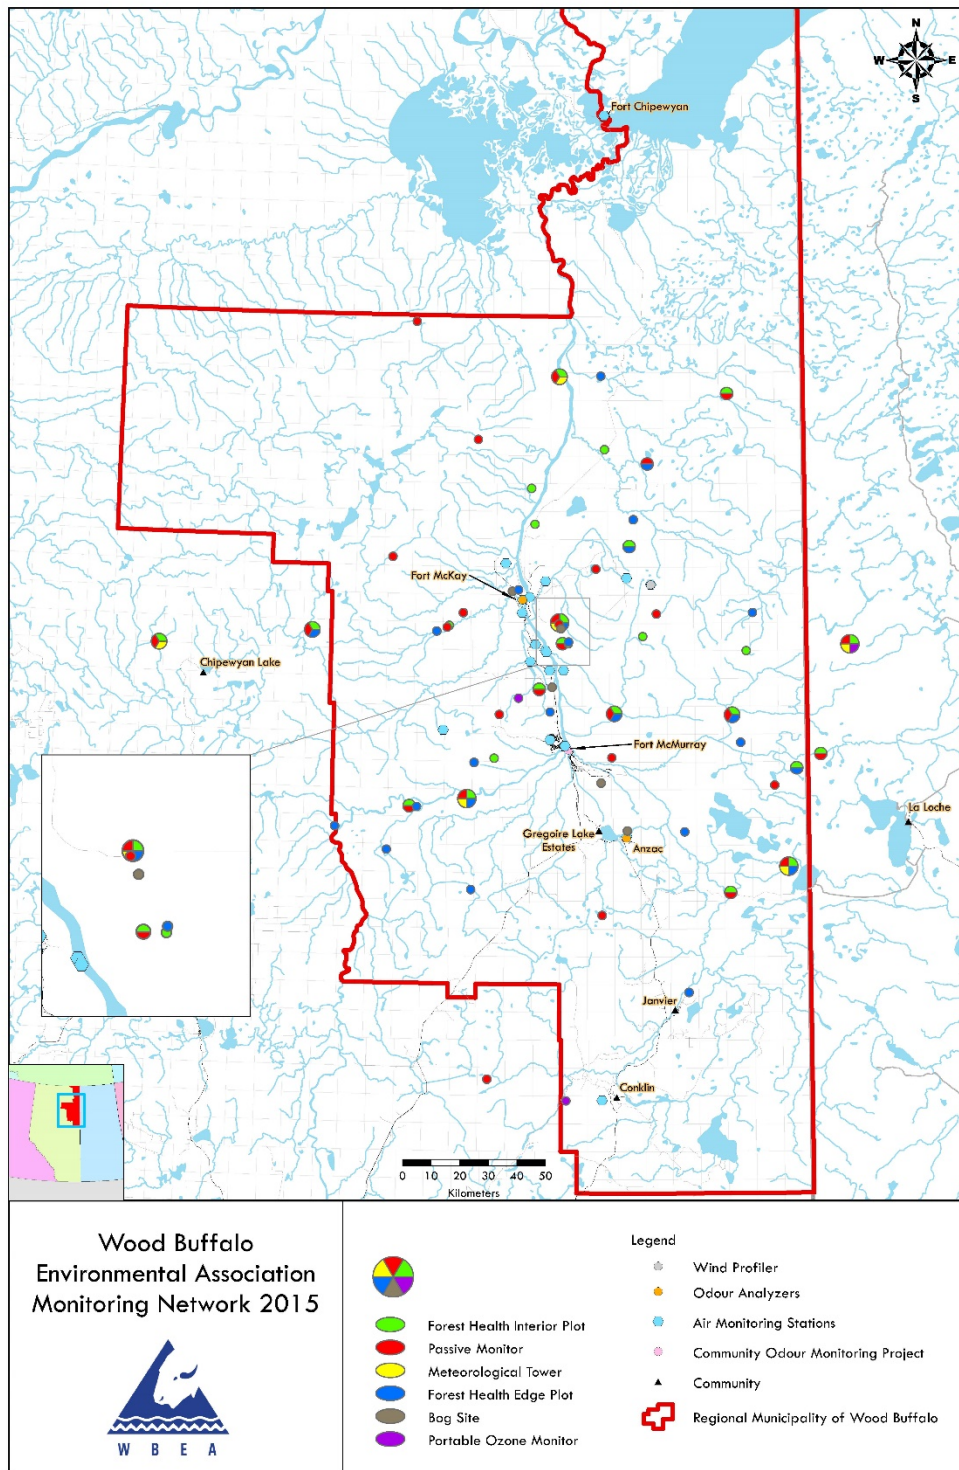 N
W E
S
Fort Chipewyan
Fort McKay
Chipewyan Lake
Fort McMurray
La Loche
Gregoire Lake
Estates
Anzac
Janvier
Conklin
0 10 20 30 40 50
Kilometers
Wood Buffalo
Environmental Association
Monitoring Network 2015
W B E A
Forest Health Interior Plot
Passive Monitor
Meteorological Tower
Forest Health Edge Plot
Bag Site
Portable Ozone Monitor
Legend
Wind Profiler
Odour Analyzers
Air Monitoring Stations
Community Odour Monitoring Project
Community
Regional Municipality of Wood Buffalo